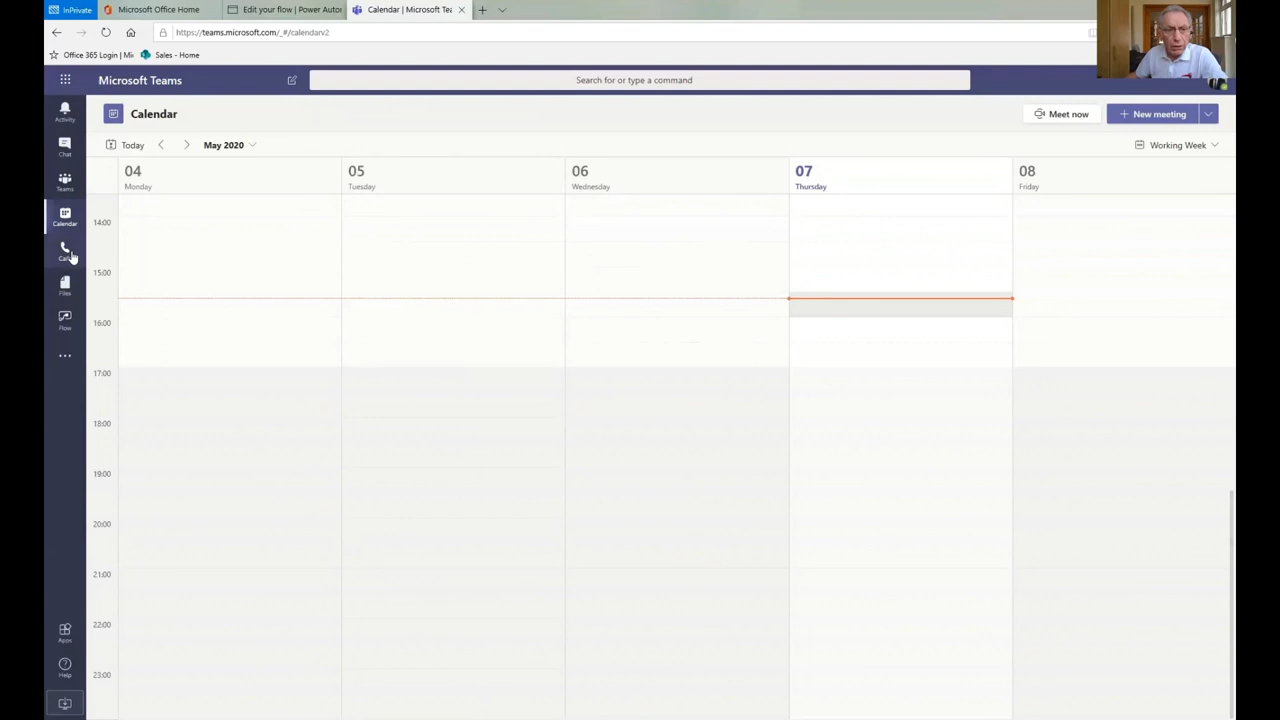 InPrivate
Microsoft Office Home
Edit your flow | Power Autor
Calendar | Microsoft Tea
https://teams.microsoft.com/_#/calendarv2
Office 365 Login | Mi
Sales - Home
Microsoft Teams
Search for or type a command
Activity
Chat
Teams
Calendar
Files
Flow
Apps
Help
Calendar
Meet now
New meeting
Today
May 2020
Working Week
04
Monday
05
Tuesday
06
Wednesday
07
Thursday
08
Friday
14:00
15:00
16:00
17:00
18:00
19:00
20:00
21:00
22:00
23:00